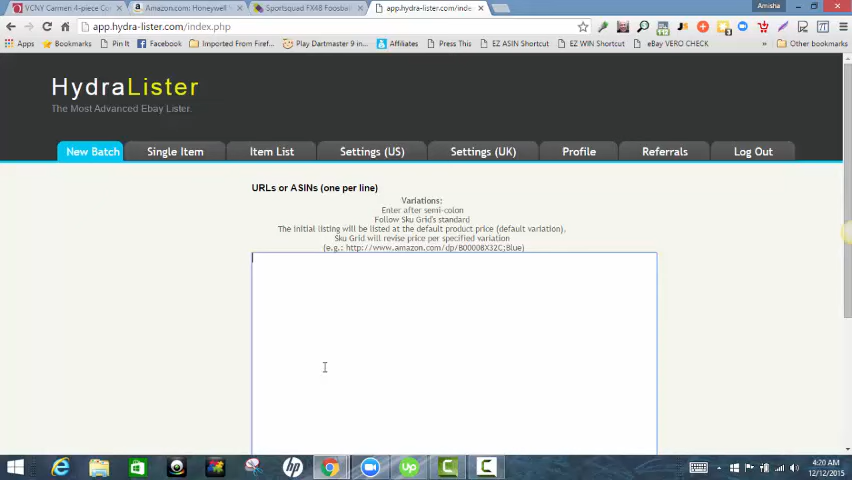 VCNY Carmen 4-piece Co
Amazon.com: Honeywell
SportSquad FX48 Foosball
app.hydra-lister.com/inde
Amisha
app.hydra-lister.com/index.php
Apps
Pin It
Facebook
Imported From Firef...
Play Dartmaster 9 in...
Affiliates
Press This
EZ ASIN Shortcut
EZ WIN Shortcut
eBay VERO CHECK
»
Other bookmarks
HydraLister
The Most Advanced Ebay Lister.
New Batch
Single Item
Item List
Settings (US)
Settings (UK)
Profile
Referrals
Log Out
URLs or ASINs (one per line)
Variations:
Enter after semi-colon
Follow Sku Grid's standard
The initial listing will be listed at the default product price (default variation),
Sku Grid will revise price per specified variation
(e.g.: http://www.amazon.com/dp/B00008X32C;Blue)
4:20 AM
12/12/2015